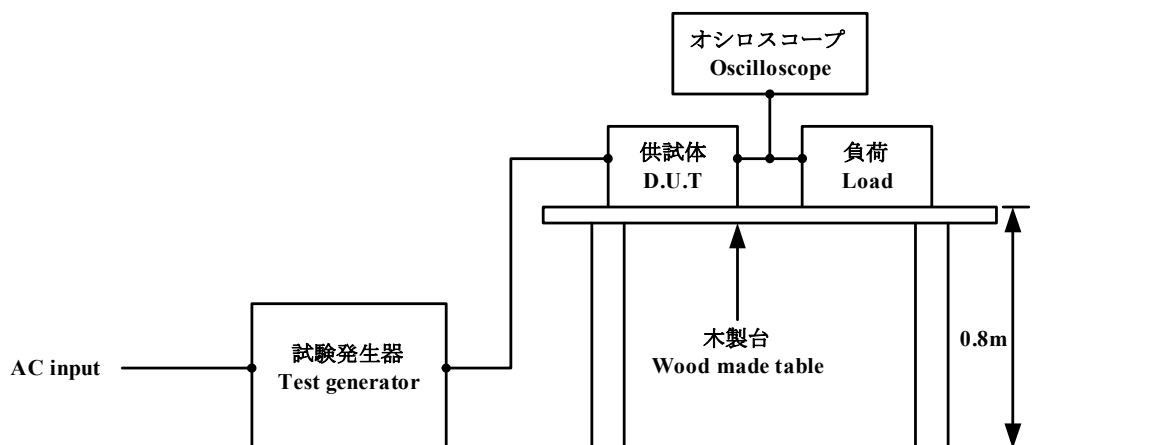 オシロスコープ
Oscilloscope
供試体
D.U.T
負荷
Load
木製台
Wood made table
0.8m
試験発生器
Test generator
AC input